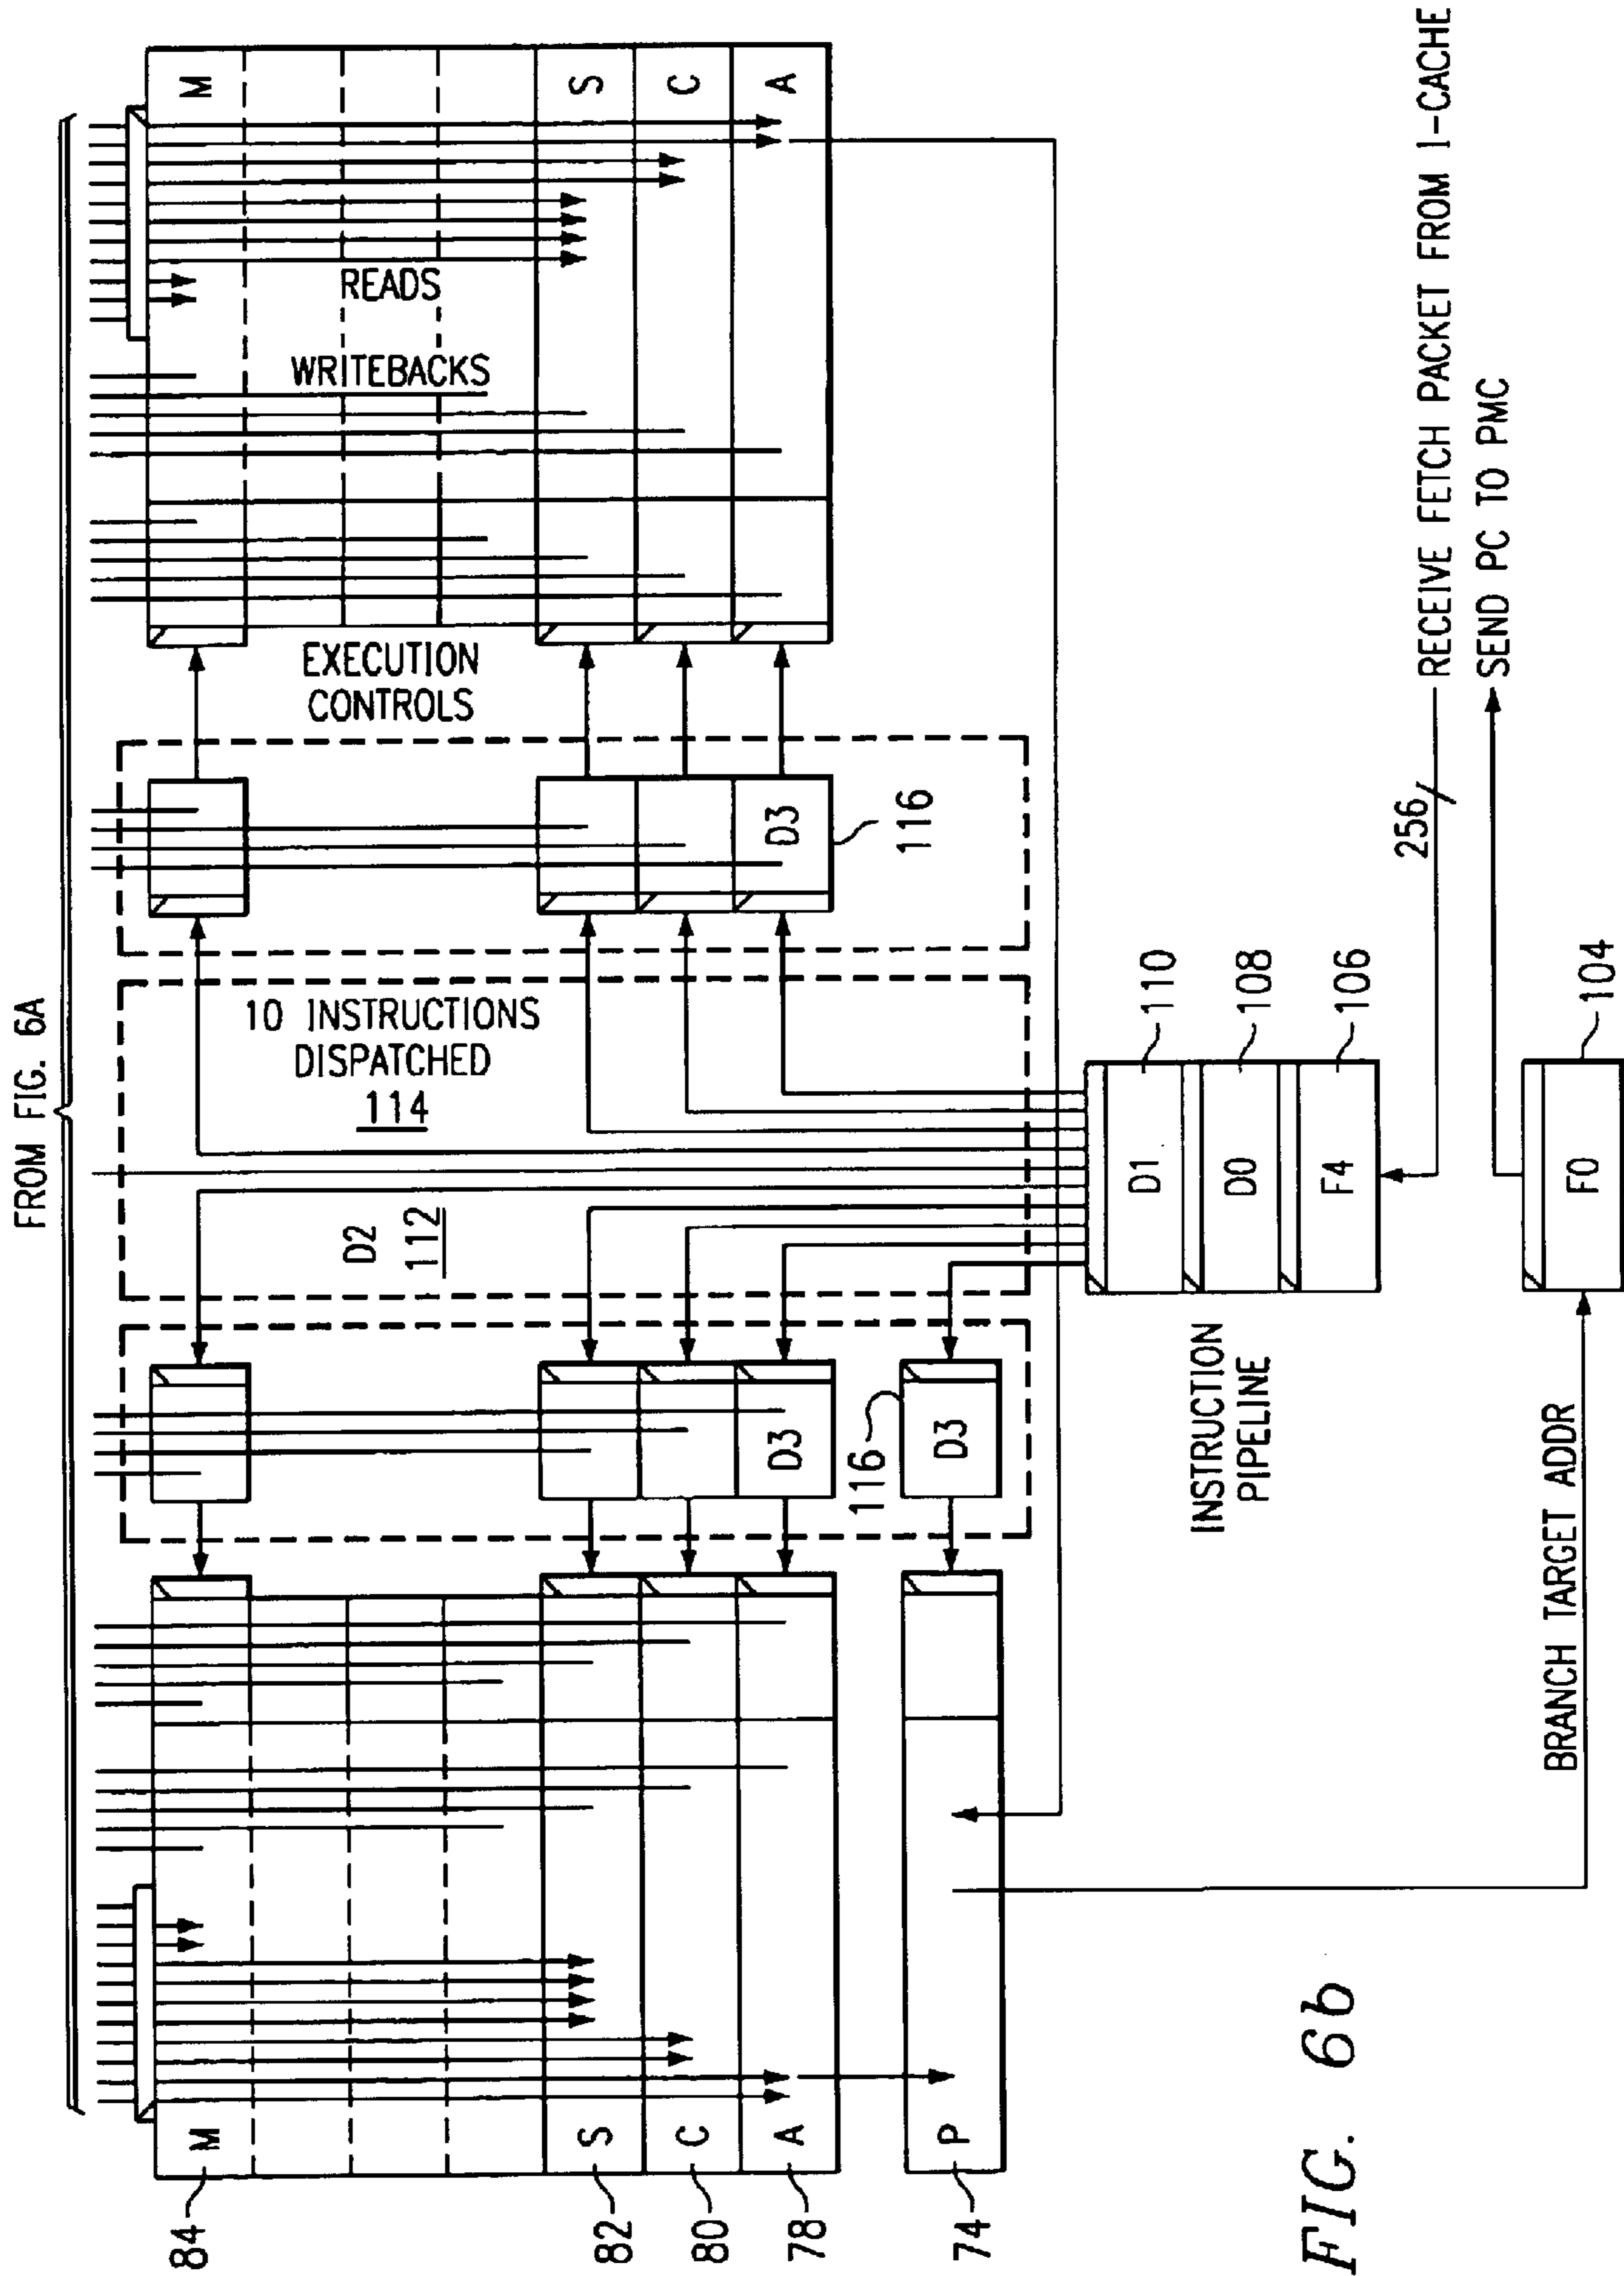 FROM FIG. 6A
84
M
M
10 INSTRUCTIONS
DISPATCHED
114
D2
112
EXECUTION
CONTROLS
WRITEBACKS
READS
82
S
S
80
C
C
78
A
D3
D3
A
116
116
74
P
D3
INSTRUCTION
PIPELINE
D1
110
D0
108
F4
106
256
RECEIVE FETCH PACKET FROM 1-CACHE
SEND PC TO PMC
BRANCH TARGET ADDR
F0
104
FIG. 6b